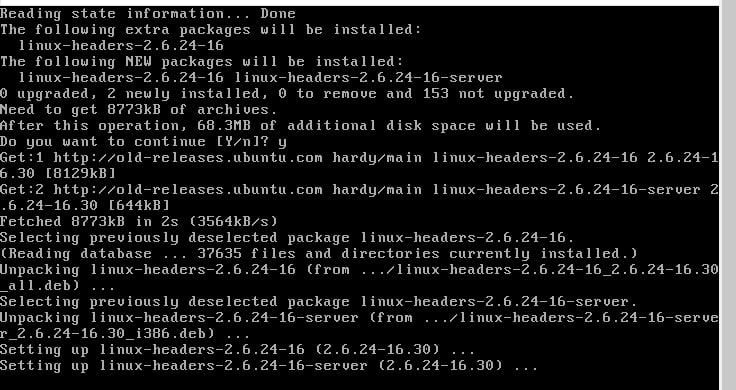 Reading state information... Done
The following extra packages will be installed:
  linux-headers-2.6.24-16
The following NEW packages will be installed:
  linux-headers-2.6.24-16 linux-headers-2.6.24-16-server
0 upgraded, 2 newly installed, 0 to remove and 153 not upgraded.
Need to get 8773kB of archives.
After this operation, 68.3MB of additional disk space will be used.
Do you want to continue [Y/n]? y
Get:1 http://old-releases.ubuntu.com hardy/main linux-headers-2.6.24-16 2.6.24-1
6.30 [8129kB]
Get:2 http://old-releases.ubuntu.com hardy/main linux-headers-2.6.24-16-server 2
.6.24-16.30 [644kB]
Fetched 8773kB in 2s (3564kB/s)
Selecting previously deselected package linux-headers-2.6.24-16.
(Reading database ... 37635 files and directories currently installed.)
Unpacking linux-headers-2.6.24-16 (from .../linux-headers-2.6.24-16_2.6.24-16.30
_all.deb) ...
Selecting previously deselected package linux-headers-2.6.24-16-server.
Unpacking linux-headers-2.6.24-16-server (from .../linux-headers-2.6.24-16-serve
r_2.6.24-16.30_i386.deb) ...
Setting up linux-headers-2.6.24-16 (2.6.24-16.30) ...
Setting up linux-headers-2.6.24-16-server (2.6.24-16.30) ...